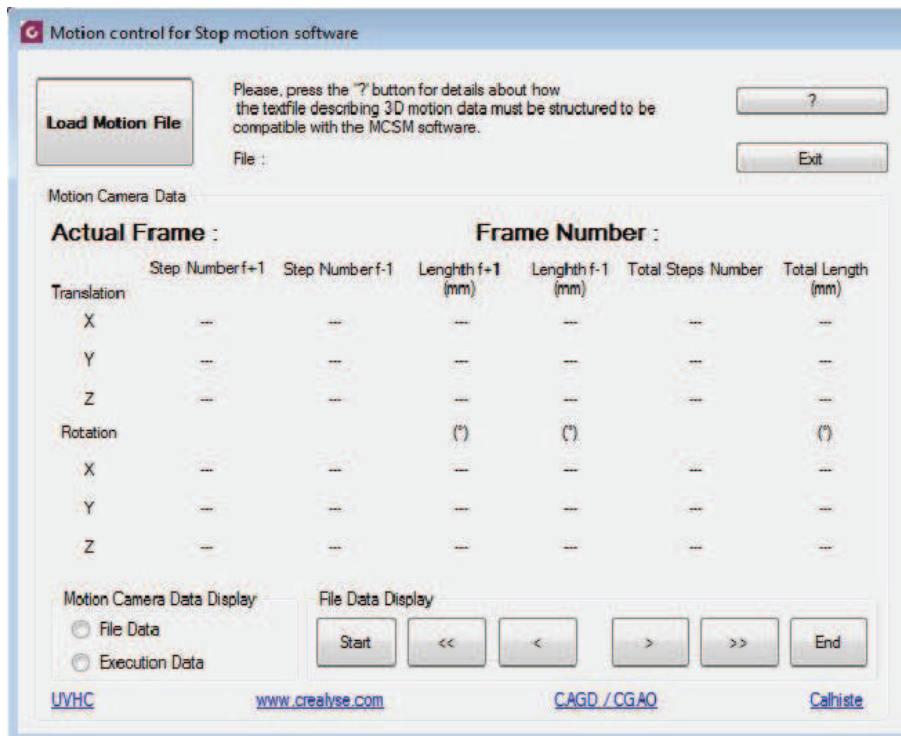 Motion control for Stop motion software
Load Motion File
Please, press the "?' button for details about how
the textfile describing 3D motion data must be structured to be
compatible with the MCSM software.
File :
?
Exit
Motion Camera Data
Actual Frame :
Frame Number :
Step Number f+1 Step Number f-1 Lenghth f+1 Lenghth f-1 Total Steps Number Total Length
(mm) (mm) (mm)
Translation
X --- --- --- --- --- ---
Y --- --- --- --- --- ---
Z --- --- --- --- --- ---
Rotation (°) (°) (°)
X --- --- --- --- --- ---
Y --- --- --- --- --- ---
Z --- --- --- --- --- ---
Motion Camera Data Display
File Data
Execution Data
File Data Display
Start << < > >> End
UVHC www.crealyse.com CAGD / CGAO Calhiste